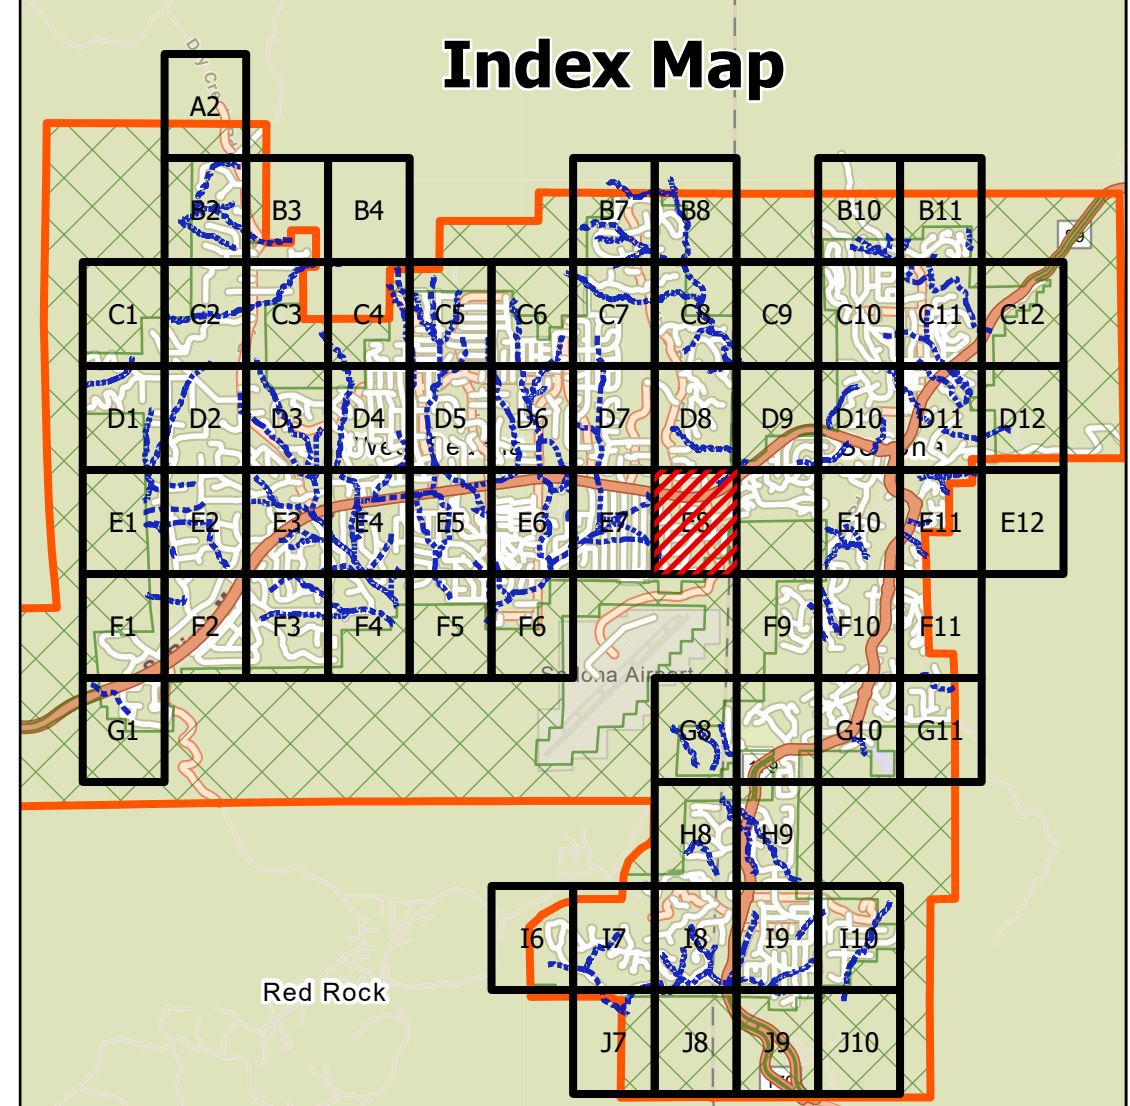 Index Map
A2
B2 B3 B4 B7 B8 B10 B11
89
C1 C2 C3 C4 C5 C6 C7 C8 C9 C10 C11 C12
D1 D2 D3 D4 D5 D6 D7 D8 D9 D10 D11 D12
E1 E2 E3 E4 E5 E6 E7 E8 E10 E11 E12
F1 F2 F3 F4 F5 F6 F9 F10 F11
Sedona Airport
G1 G8 G10 G11
H8 H9
I6 I7 I8 I9 I10
Red Rock
J7 J8 J9 J10